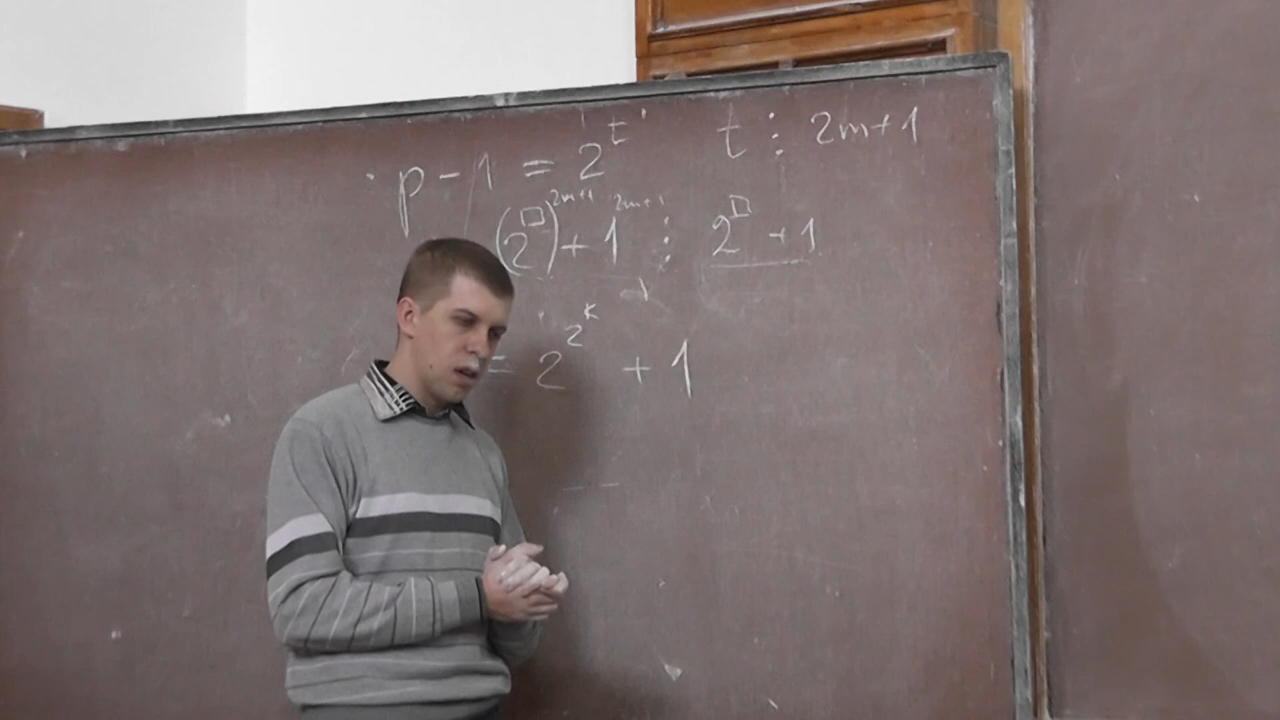 p - 1 = 2^t t ⋮ 2m+1
(2^□)^{2m+1} + 1^{2m+1} ⋮ 2^□ + 1
= 2^{2^k} + 1